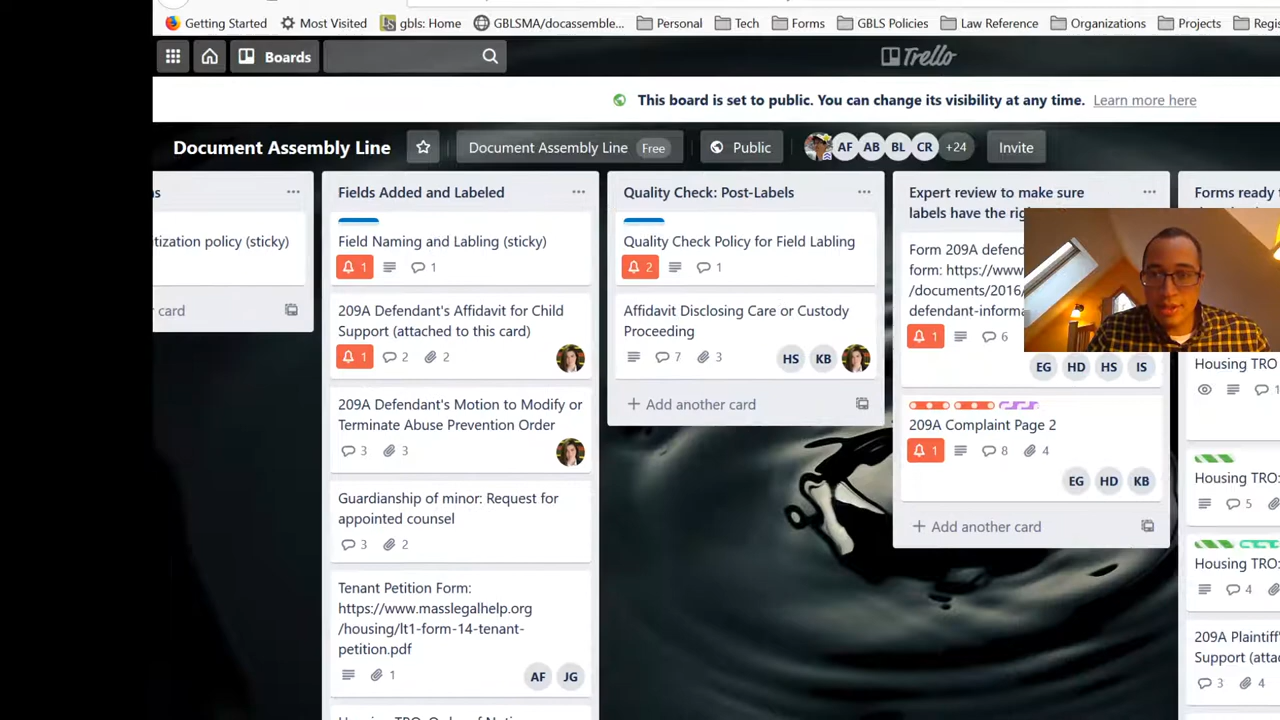 Getting Started
Most Visited
gbls: Home
GBLSMA/docassemble...
Personal
Tech
Forms
GBLS Policies
Law Reference
Organizations
Projects
Boards
Trello
This board is set to public. You can change its visibility at any time. Learn more here
Document Assembly Line
Document Assembly Line Free
Public
AF
AB
BL
CR
+24
Invite
tization policy (sticky)
card
Fields Added and Labeled
Field Naming and Labling (sticky)
1
1
209A Defendant's Affidavit for Child
Support (attached to this card)
1
2
2
209A Defendant's Motion to Modify or
Terminate Abuse Prevention Order
3
3
Guardianship of minor: Request for
appointed counsel
3
2
Tenant Petition Form:
https://www.masslegalhelp.org
/housing/lt1-form-14-tenant-
petition.pdf
1
AF
JG
Quality Check: Post-Labels
Quality Check Policy for Field Labling
2
1
Affidavit Disclosing Care or Custody
Proceeding
7
3
HS
KB
+ Add another card
Expert review to make sure
labels have the
Form 209A
form: https://www
/documents/2016/
1
6
EG
HD
HS
IS
209A Complaint Page 2
1
8
4
EG
HD
KB
+ Add another card
Forms ready
Housing TRO
1
Housing TRO:
5
Housing TRO:
4
209A Plaintiff'
Support (atta
3
4